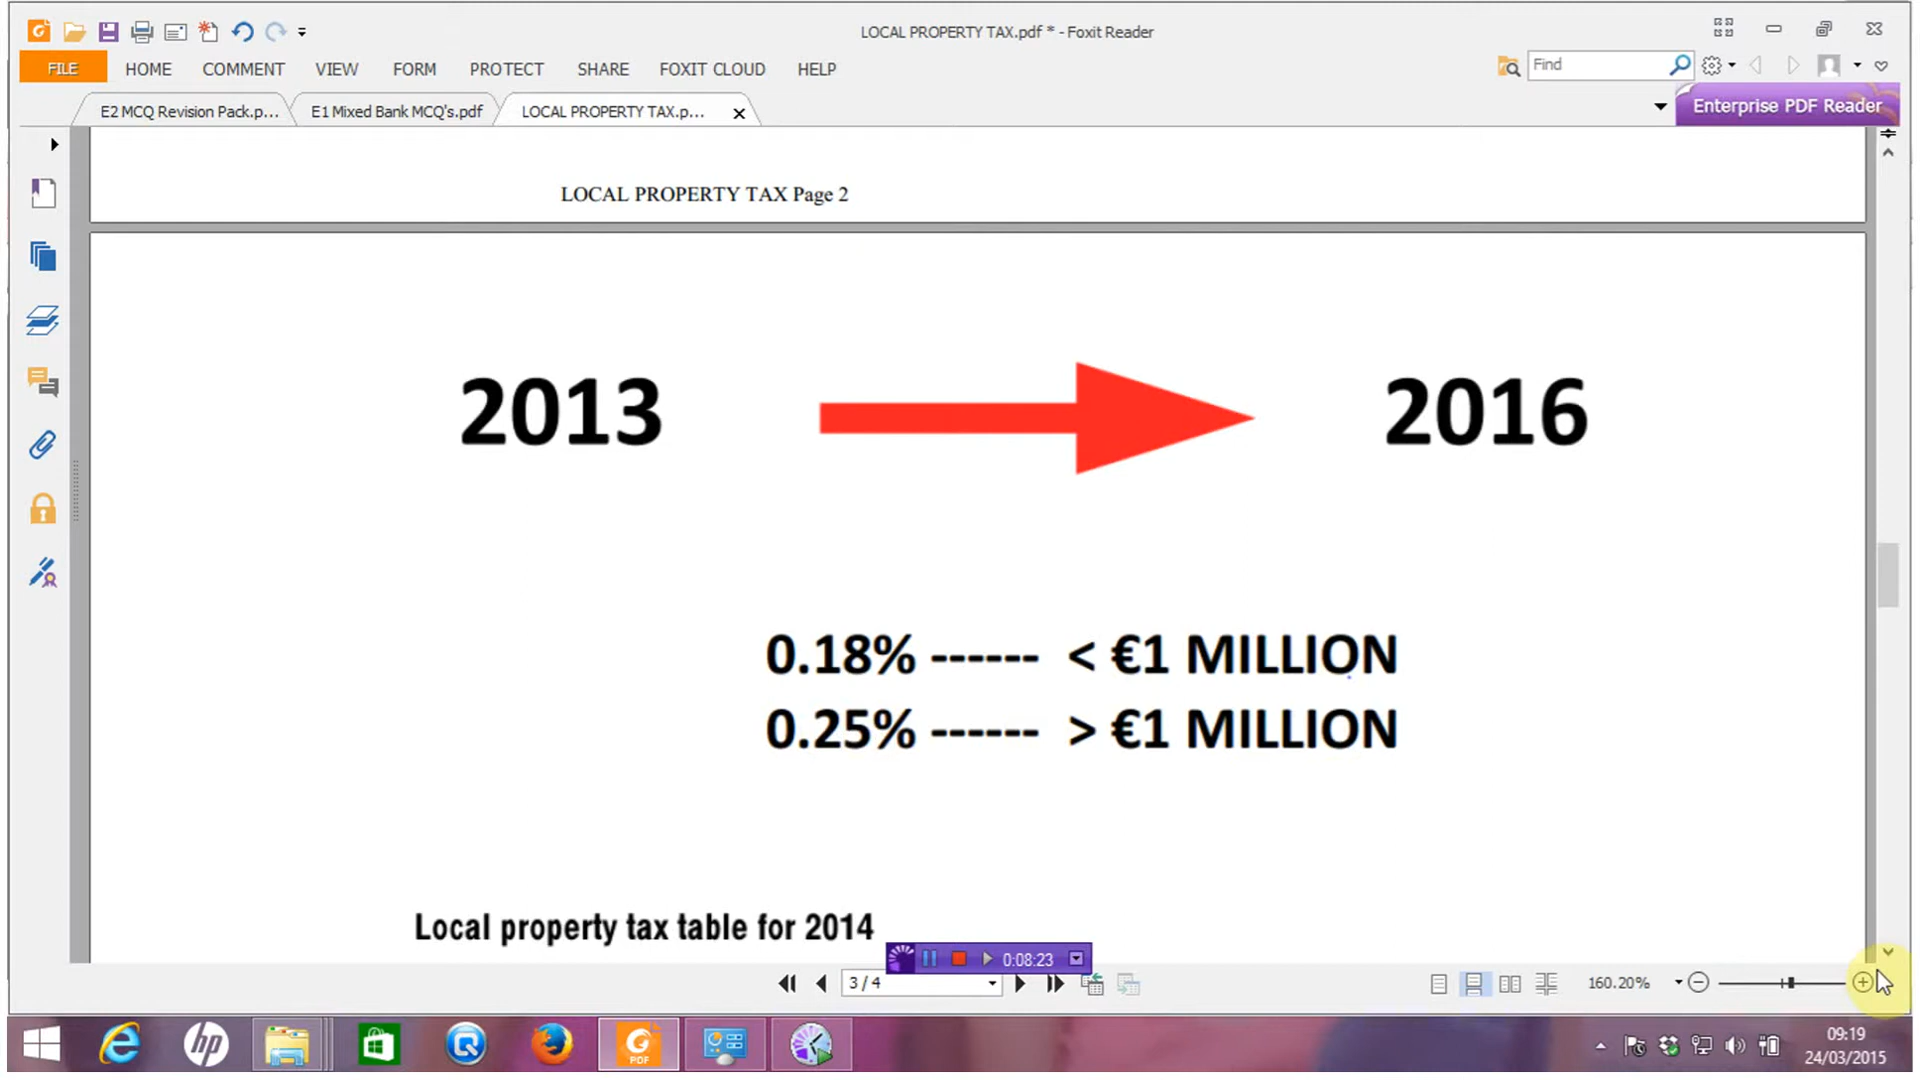 LOCAL PROPERTY TAX.pdf * - Foxit Reader
FILE HOME COMMENT VIEW FORM PROTECT SHARE FOXIT CLOUD HELP
Find
E2 MCQ Revision Pack.p...
E1 Mixed Bank MCQ's.pdf
LOCAL PROPERTY TAX.p...
Enterprise PDF Reader
LOCAL PROPERTY TAX Page 2
2013 2016
0.18% ------ < €1 MILLION
0.25% ------ > €1 MILLION
Local property tax table for 2014
0:08:23
3 / 4
160.20%
hp
PDF
09:19
24/03/2015